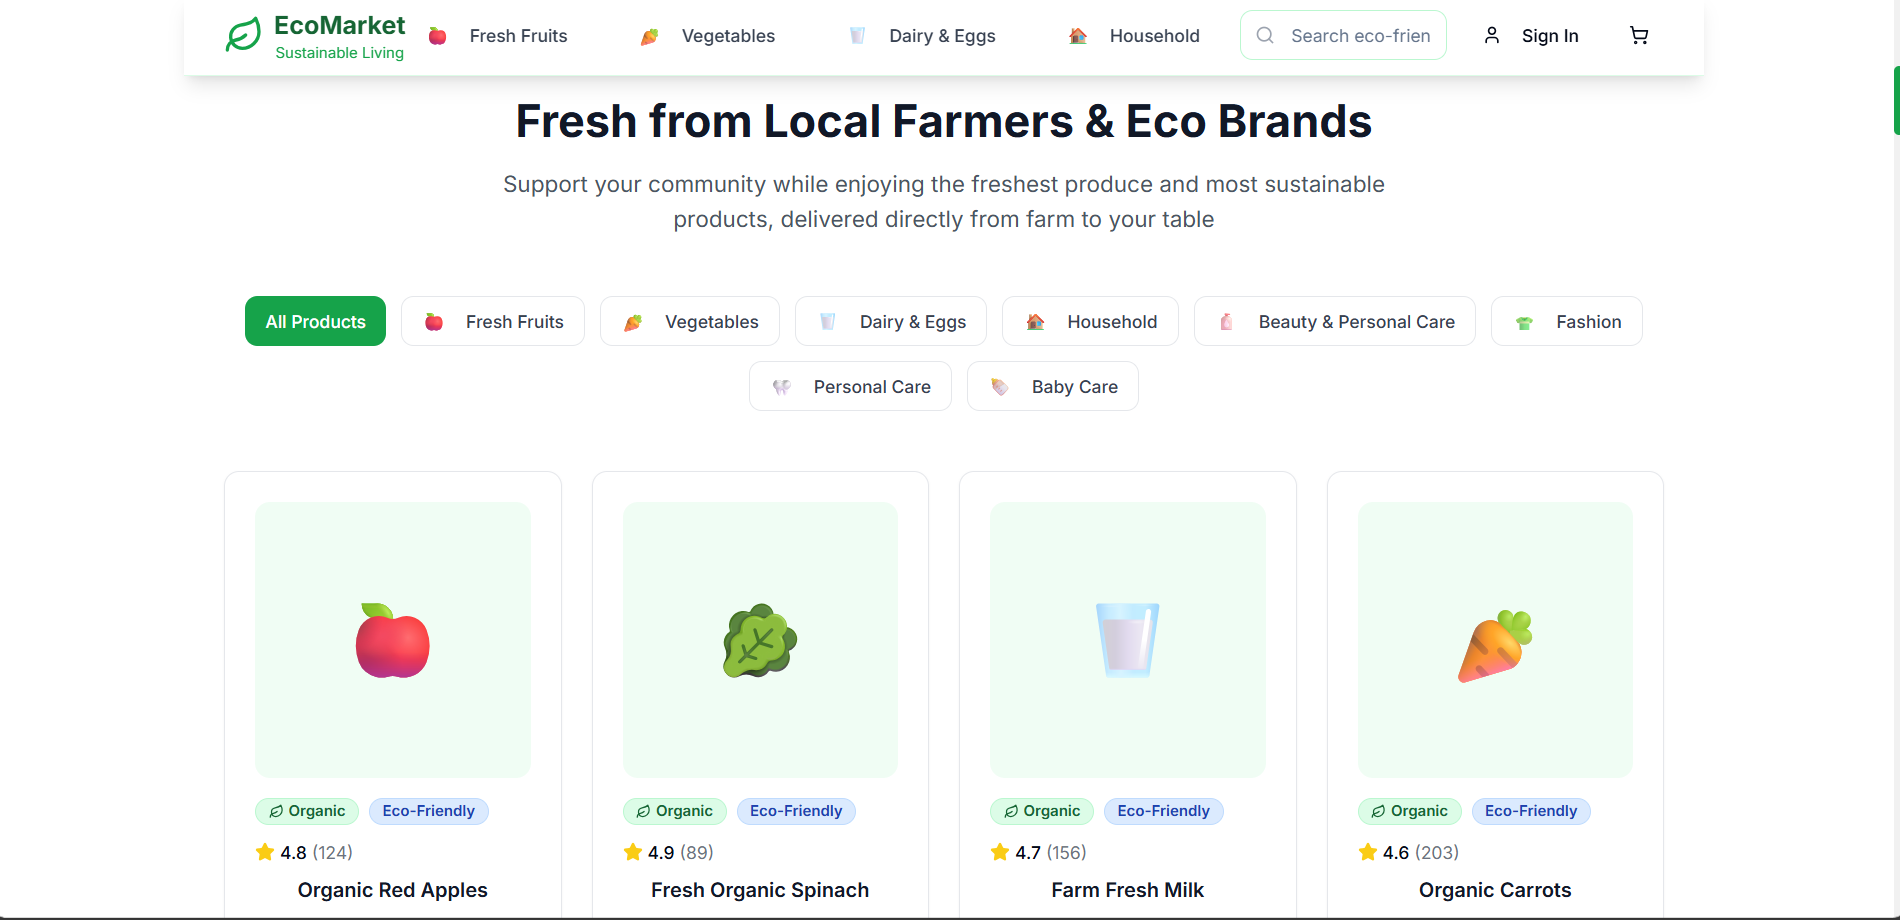 EcoMarket
Sustainable Living
Fresh Fruits
Vegetables
Dairy & Eggs
Household
Search eco-frien
Sign In
Fresh from Local Farmers & Eco Brands
Support your community while enjoying the freshest produce and most sustainable
products, delivered directly from farm to your table
All Products
Fresh Fruits
Vegetables
Dairy & Eggs
Household
Beauty & Personal Care
Fashion
Personal Care
Baby Care
Organic
Eco-Friendly
4.8 (124)
Organic Red Apples
Organic
Eco-Friendly
4.9 (89)
Fresh Organic Spinach
Organic
Eco-Friendly
4.7 (156)
Farm Fresh Milk
Organic
Eco-Friendly
4.6 (203)
Organic Carrots